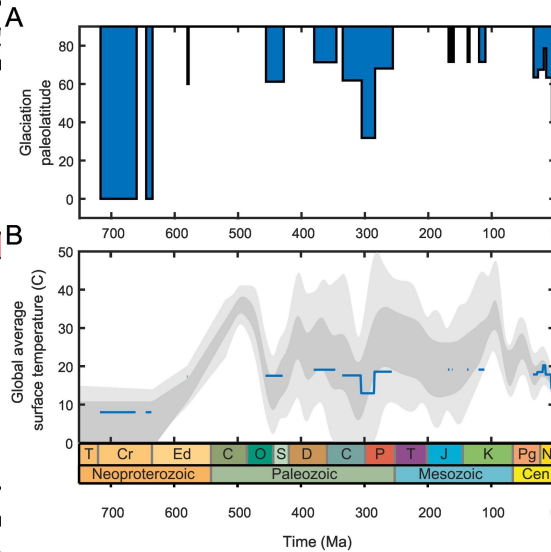 A
80
60
40
20
0
Glaciation
paleolatitude
700 600 500 400 300 200 100
B
50
40
30
20
10
0
Global average
surface temperature (C)
T Cr Ed C O S D C P T J K Pg N
Neoproterozoic Paleozoic Mesozoic Cen
700 600 500 400 300 200 100
Time (Ma)